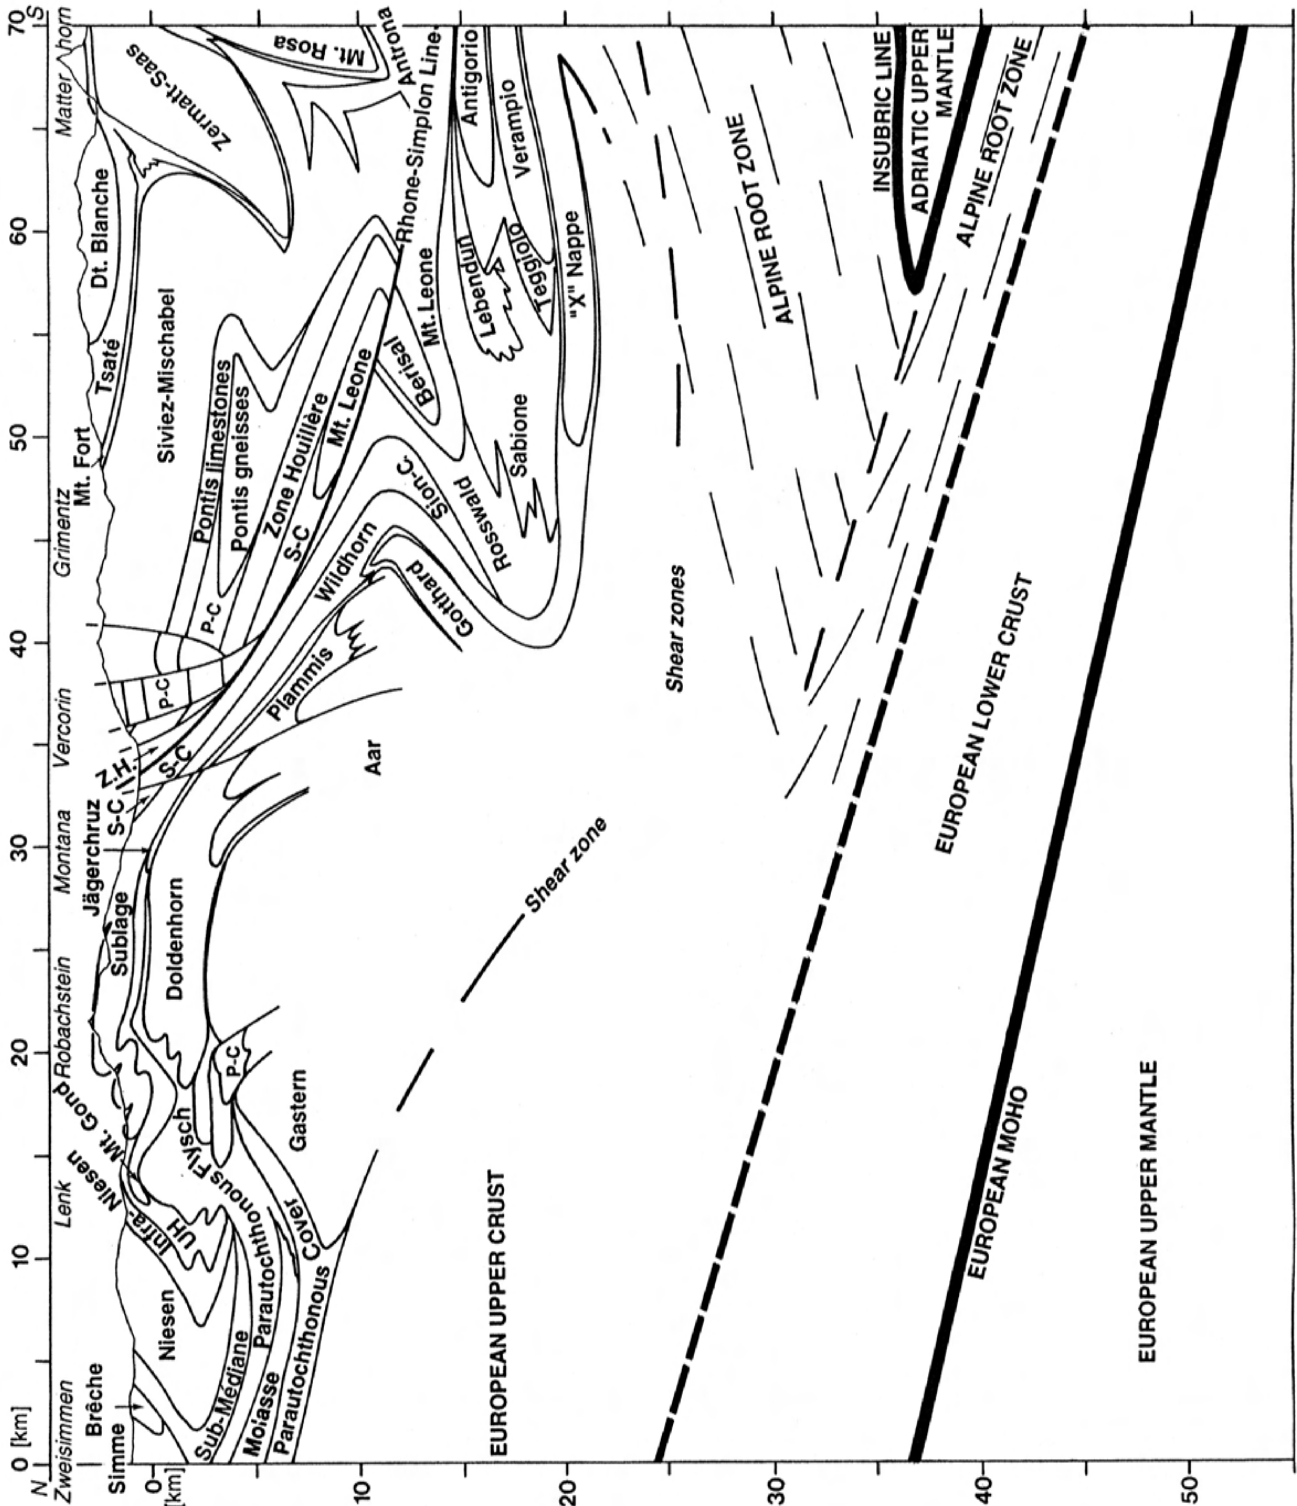 N
S
0 [km]
10
20
30
40
50
60
70
Zweisimmen
Lenk
Robachstein
Montana
Vercorin
Grimentz
Matter horn
Simme
Brêche
Niesen
Infra-Niesen
UH
Mt. Gond
Sub-Médiane
Molasse
Parautochthonous Flysch
Parautochthonous Cover
Gastern
P-C
Doldenhorn
Sublage
Jägerchruz
S-C
Z.H.
S-C
P-C
P-C
Plammis
Aar
Wildhorn
Gotthard
S-C
Sion-C.
Rosswald
Zone Houillère
Pontis gneisses
Pontis limestones
Mt. Leone
Berisal
Mt. Leone
Mt. Fort
Tsaté
Siviez-Mischabel
Dt. Blanche
Zermatt-Saas
Mt. Rosa
Antrona
Rhone-Simplon Line
Antigorio
Verampio
Lebendun
Teggiolo
Sabione
"X" Nappe
Shear zone
Shear zones
ALPINE ROOT ZONE
INSUBRIC LINE
ADRIATIC UPPER
MANTLE
ALPINE ROOT ZONE
EUROPEAN UPPER CRUST
EUROPEAN LOWER CRUST
EUROPEAN MOHO
EUROPEAN UPPER MANTLE
0
[km]
10
20
30
40
50